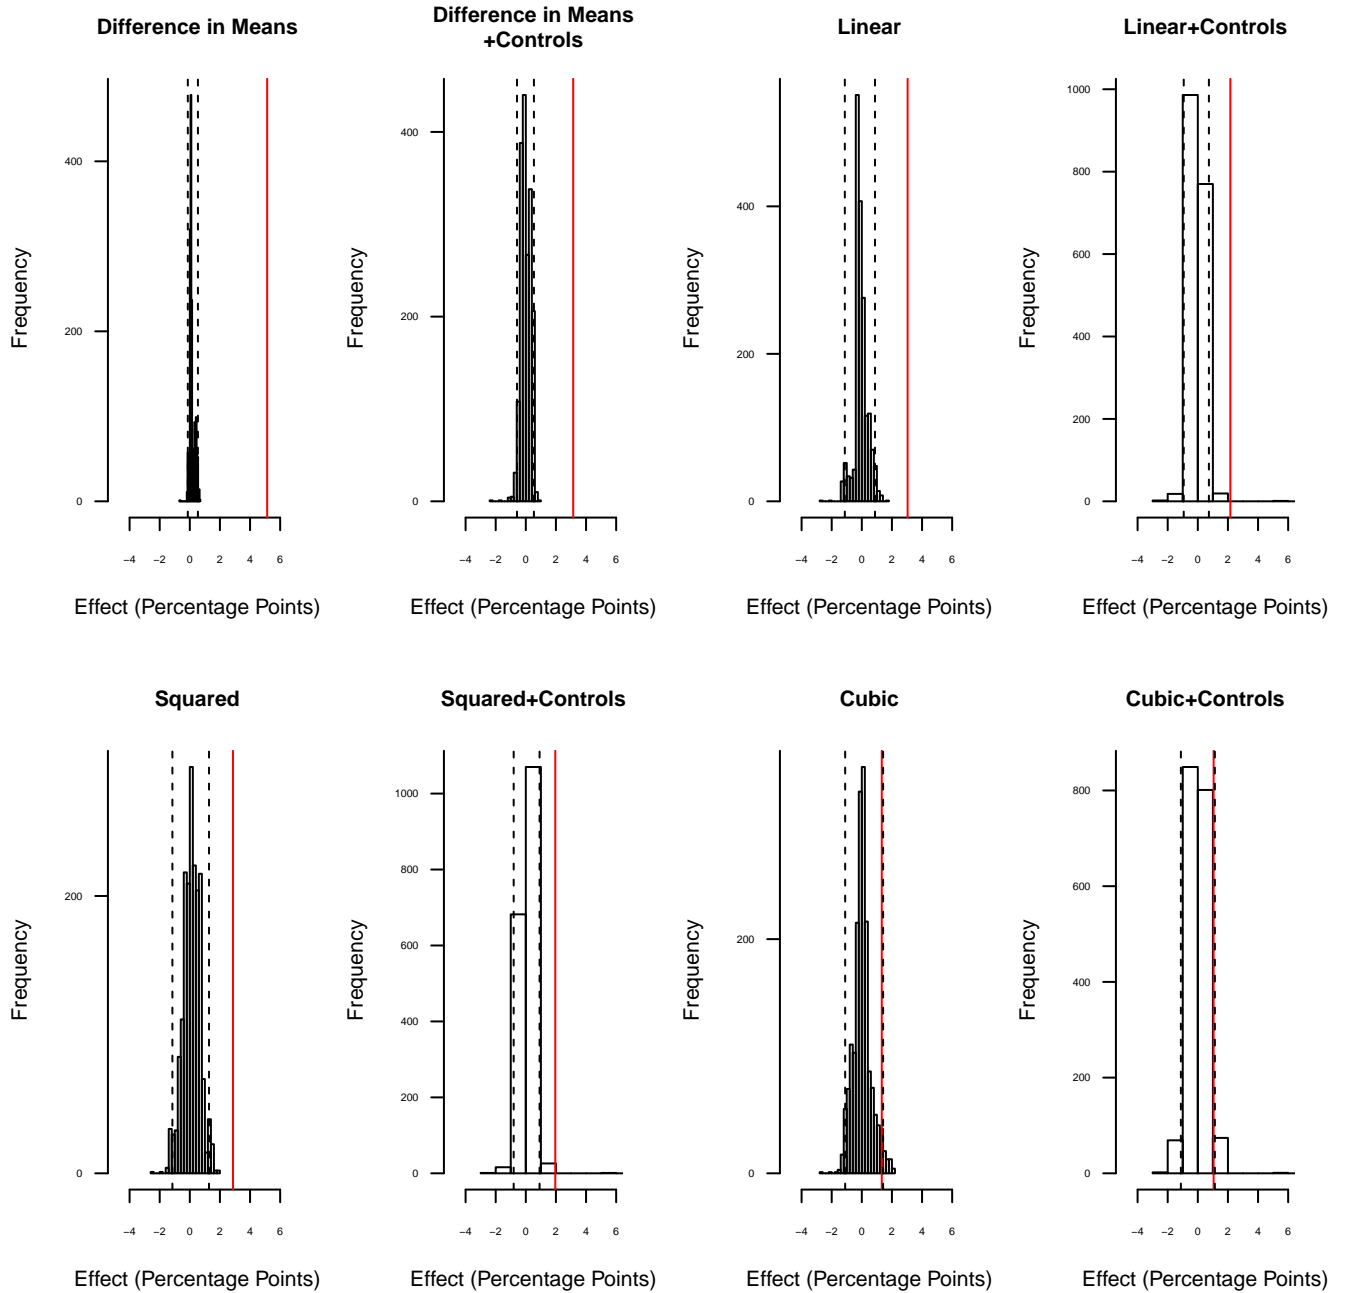 Difference in Means
Difference in Means
+Controls
Linear
Linear+Controls
Frequency
0
200
400
−4 −2 0 2 4 6
Effect (Percentage Points)
Frequency
0
200
400
−4 −2 0 2 4 6
Effect (Percentage Points)
Frequency
0
200
400
−4 −2 0 2 4 6
Effect (Percentage Points)
Frequency
0
200
400
600
800
1000
−4 −2 0 2 4 6
Effect (Percentage Points)
Squared
Squared+Controls
Cubic
Cubic+Controls
Frequency
0
200
−4 −2 0 2 4 6
Effect (Percentage Points)
Frequency
0
200
400
600
800
1000
−4 −2 0 2 4 6
Effect (Percentage Points)
Frequency
0
200
−4 −2 0 2 4 6
Effect (Percentage Points)
Frequency
0
200
400
600
800
−4 −2 0 2 4 6
Effect (Percentage Points)